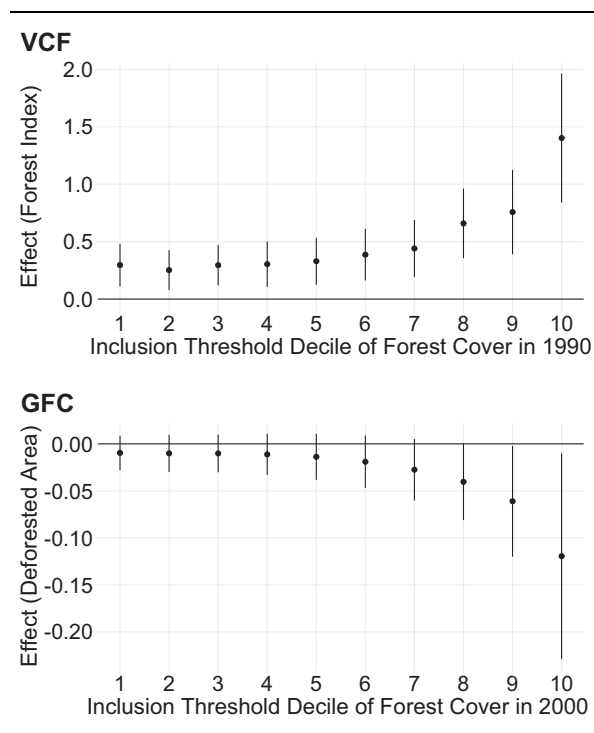 VCF
Effect (Forest Index)
2.0
1.5
1.0
0.5
0.0
1 2 3 4 5 6 7 8 9 10
Inclusion Threshold Decile of Forest Cover in 1990
GFC
Effect (Deforested Area)
0.00
-0.05
-0.10
-0.15
-0.20
1 2 3 4 5 6 7 8 9 10
Inclusion Threshold Decile of Forest Cover in 2000